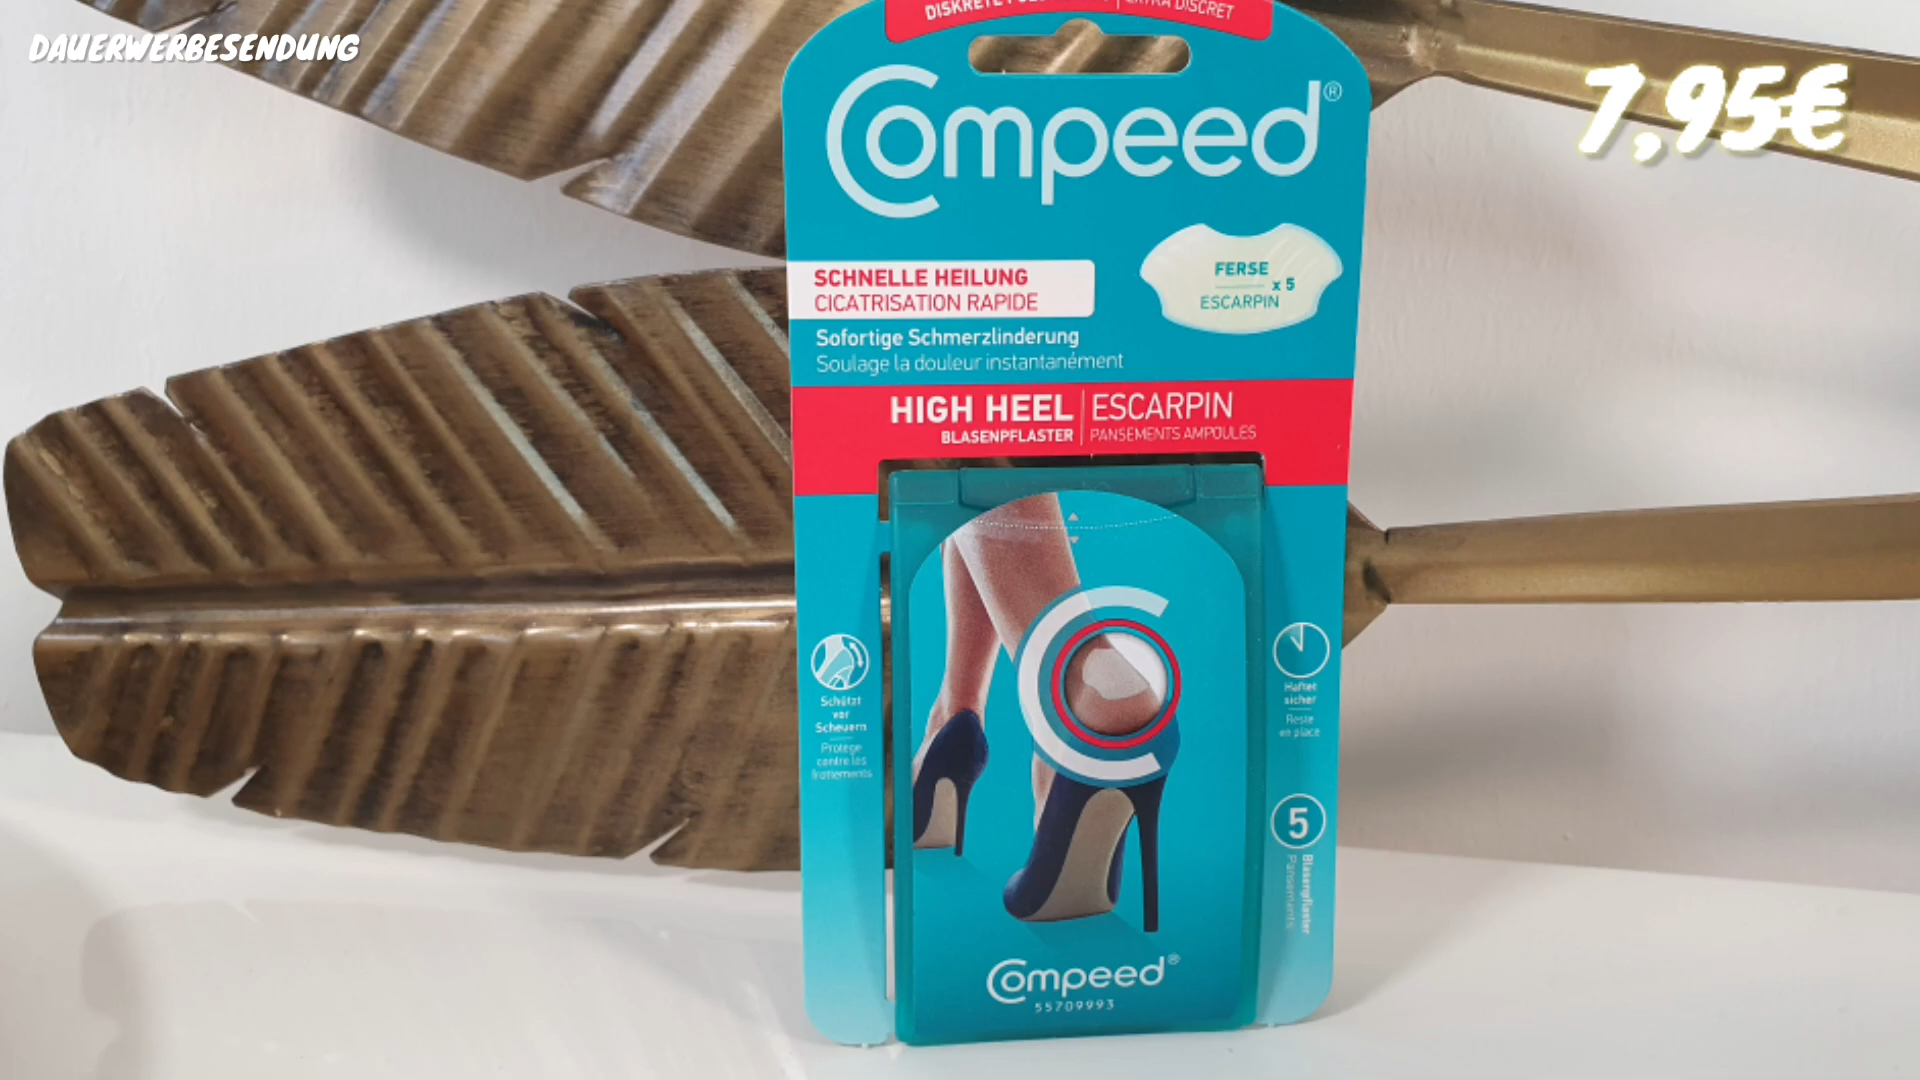 DAUERWERBESENDUNG
7,95€
EXTRA DISCRET
Compeed®
SCHNELLE HEILUNG
CICATRISATION RAPIDE
FERSE
x 5
ESCARPIN
Sofortige Schmerzlinderung
Soulage la douleur instantanément
HIGH HEEL | ESCARPIN
BLASENPFLASTER | PANSEMENTS AMPOULES
Schützt
vor
Scheuern
Protège
contre les
frottements
Haftet
sicher
Reste
en place
5
Blasenpflaster
Pansements
Compeed®
55709993